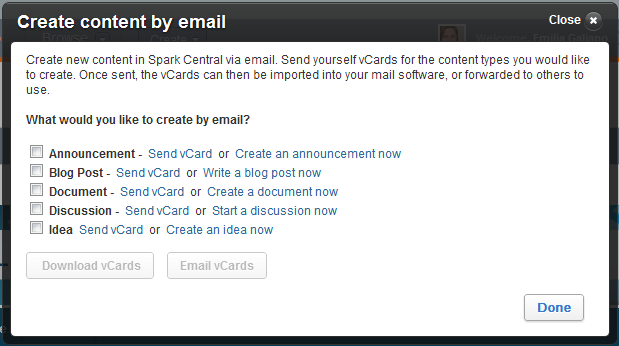 Create content by email
Close
Browse
Create
Welcome, Emilia Galiano
Create new content in Spark Central via email. Send yourself vCards for the content types you would like
to create. Once sent, the vCards can then be imported into your mail software, or forwarded to others to
use.
What would you like to create by email?
Announcement - Send vCard or Create an announcement now
Blog Post - Send vCard or Write a blog post now
Document - Send vCard or Create a document now
Discussion - Send vCard or Start a discussion now
Idea Send vCard or Create an idea now
Download vCards Email vCards
Done